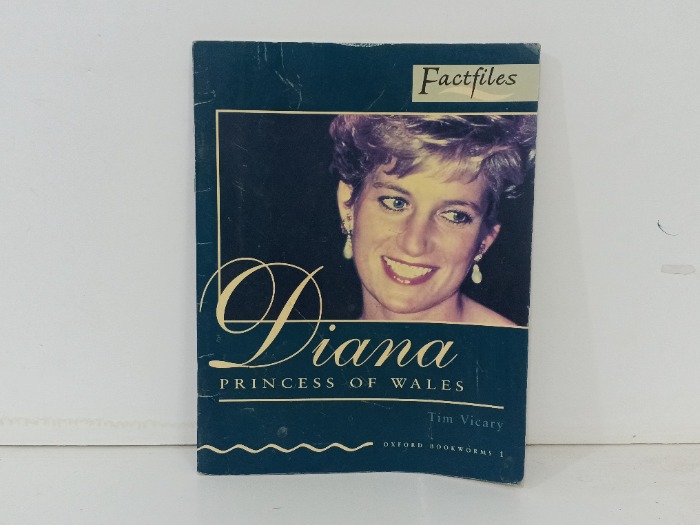 Factfiles
Diana
PRINCESS OF WALES
Tim Vicary
OXFORD BOOKWORMS 1